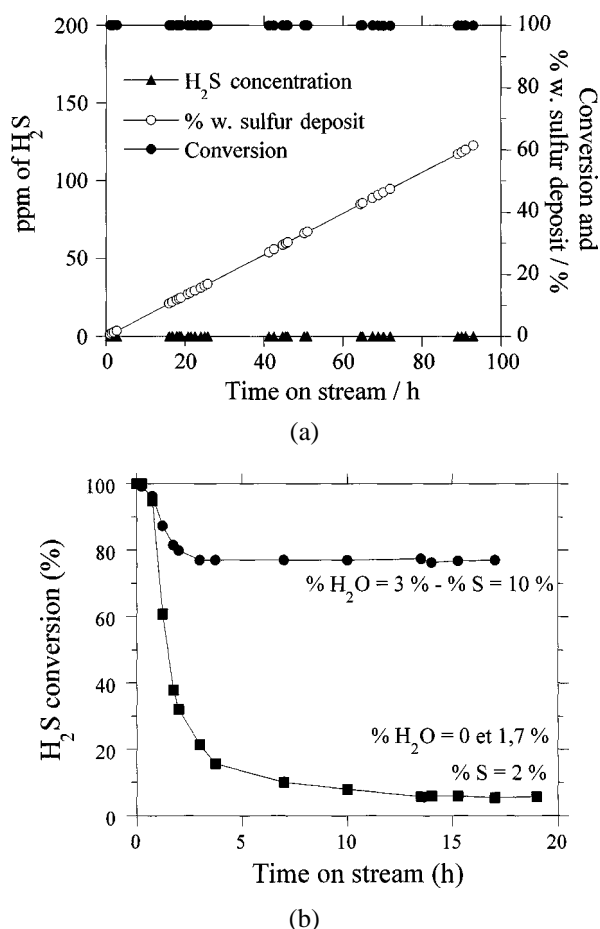 200
150
100
50
0
ppm of H2S
H2S concentration
% w. sulfur deposit
Conversion
100
80
60
40
20
0
Conversion and
% w. sulfur
deposit / %
0 20 40 60 80 100
Time on stream / h
(a)
100
80
60
40
20
0
H2S conversion (%)
% H2O = 3 % - % S = 10 %
% H2O = 0 et 1,7 %
% S = 2 %
0 5 10 15 20
Time on stream (h)
(b)